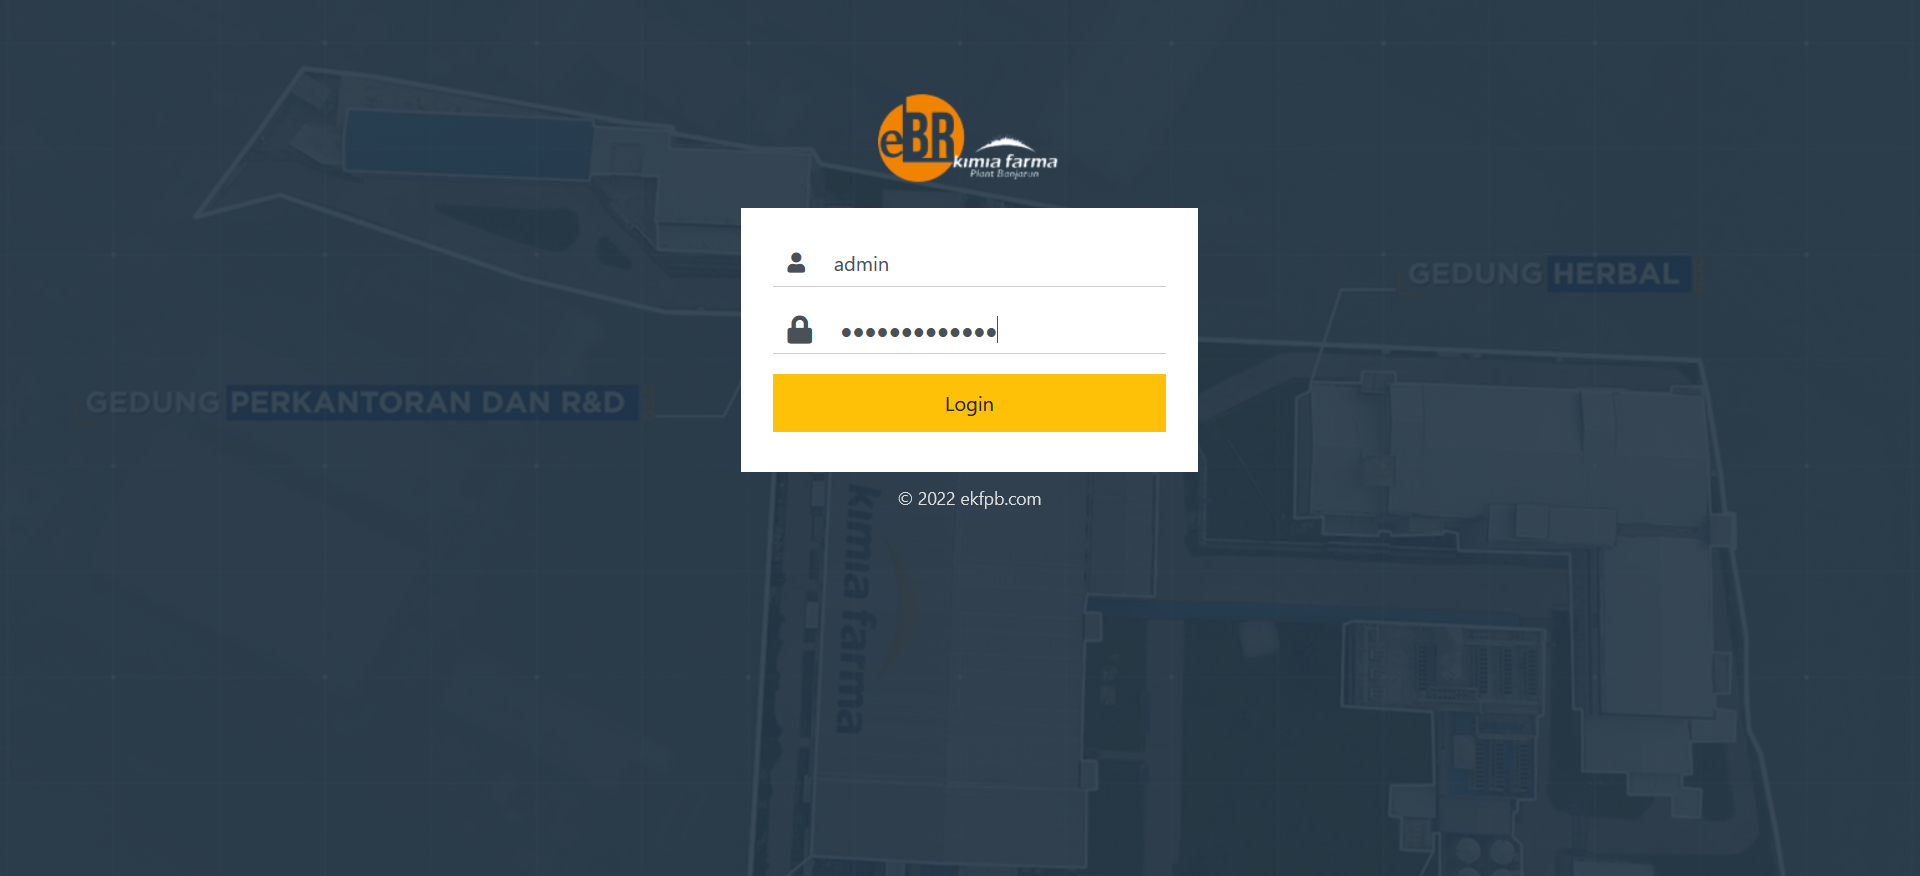 eBR
kimia farma
Plant Banjaran
admin
GEDUNG HERBAL
GEDUNG PERKANTORAN DAN R&D
Login
© 2022 ekfpb.com
kimia farma